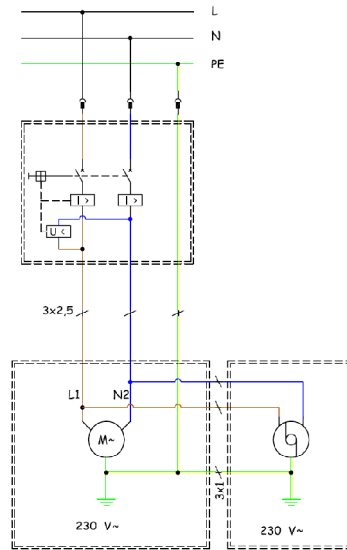 L
N
PE
I >
I >
U <
3x2,5
L1
N2
M~
3x1
230 V~
230 V~